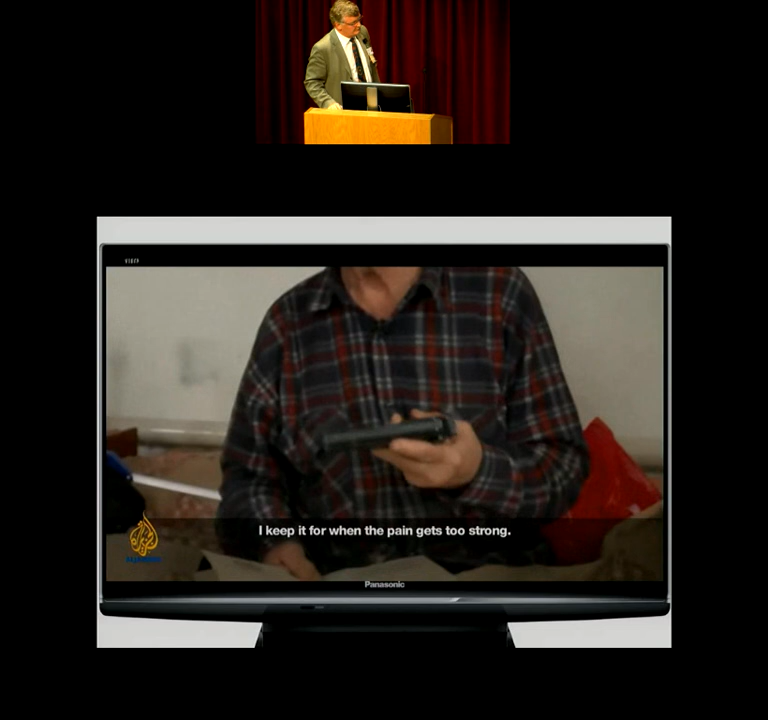 I keep it for when the pain gets too strong.
Panasonic